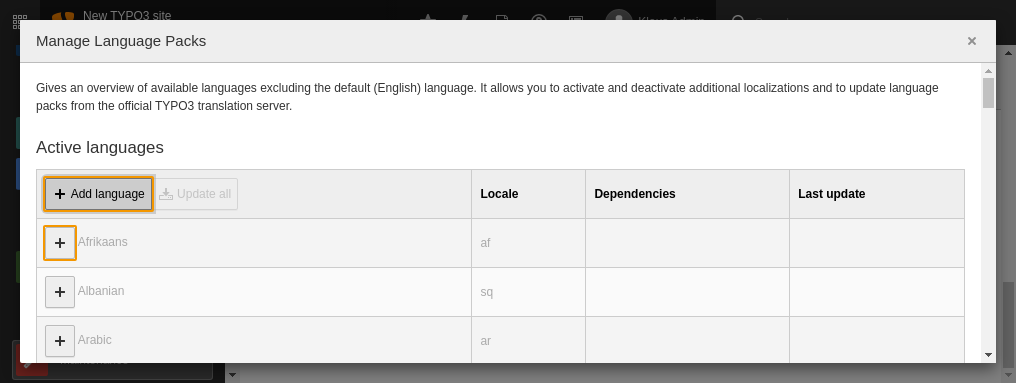 New TYPO3 site
Klaus Admin
Manage Language Packs
×
Gives an overview of available languages excluding the default (English) language. It allows you to activate and deactivate additional localizations and to update language
packs from the official TYPO3 translation server.
Active languages
Add language Update all Locale Dependencies Last update
Afrikaans af
Albanian sq
Arabic ar